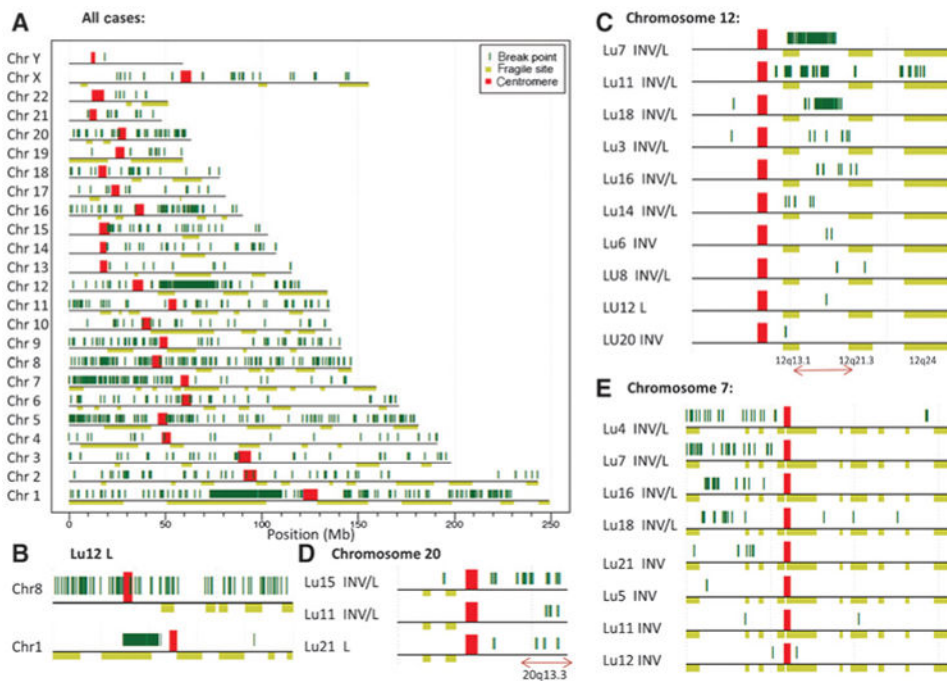 A
All cases:
Break point
Fragile site
Centromere
Chr Y
Chr X
Chr 22
Chr 21
Chr 20
Chr 19
Chr 18
Chr 17
Chr 16
Chr 15
Chr 14
Chr 13
Chr 12
Chr 11
Chr 10
Chr 9
Chr 8
Chr 7
Chr 6
Chr 5
Chr 4
Chr 3
Chr 2
Chr 1
0 50 100 150 200 250
Position (Mb)
B
Lu12 L
Chr8
Chr1
C
Chromosome 12:
Lu7 INV/L
Lu11 INV/L
Lu18 INV/L
Lu3 INV/L
Lu16 INV/L
Lu14 INV/L
Lu6 INV
LU8 INV/L
LU12 L
LU20 INV
12q13.1 12q21.3 12q24
D
Chromosome 20
Lu15 INV/L
Lu11 INV/L
Lu21 L
20q13.3
E
Chromosome 7:
Lu4 INV/L
Lu7 INV/L
Lu16 INV/L
Lu18 INV/L
Lu21 INV
Lu5 INV
Lu11 INV
Lu12 INV